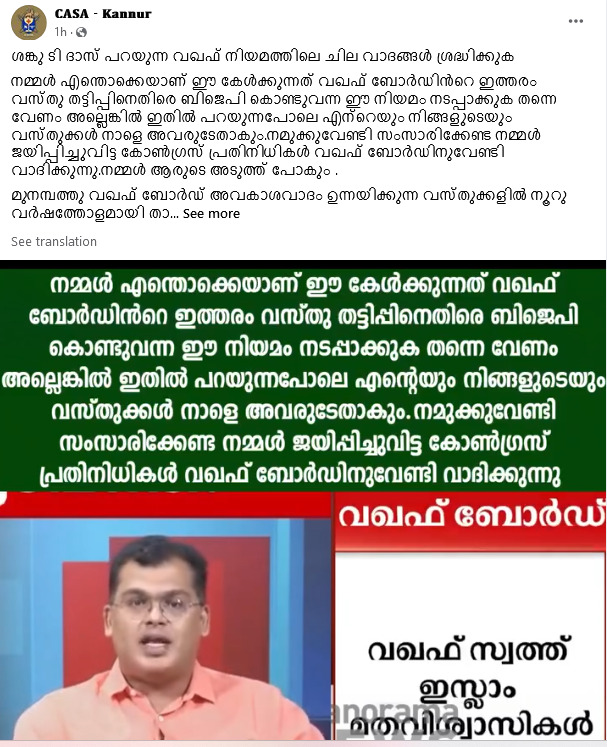 CASA - Kannur
1h
ശങ്കു ടി ദാസ് പറയുന്ന വഖഫ് നിയമത്തിലെ ചില വാദങ്ങൾ ശ്രദ്ധിക്കുക
നമ്മൾ എന്തൊക്കെയാണ് ഈ കേൾക്കുന്നത് വഖഫ് ബോർഡിൻറെ ഇത്തരം
വസ്തു തട്ടിപ്പിനെതിരെ ബിജെപി കൊണ്ടുവന്ന ഈ നിയമം നടപ്പാക്കുക തന്നെ
വേണം അല്ലെങ്കിൽ ഇതിൽ പറയുന്നപോലെ എന്റെയും നിങ്ങളുടെയും
വസ്തുക്കൾ നാളെ അവരുടേതാകും.നമുക്കുവേണ്ടി സംസാരിക്കേണ്ട നമ്മൾ
ജയിപ്പിച്ചുവിട്ട കോൺഗ്രസ് പ്രതിനിധികൾ വഖഫ് ബോർഡിനുവേണ്ടി
വാദിക്കുന്നു.നമ്മൾ ആരുടെ അടുത്ത് പോകും .
മുനമ്പത്തു വഖഫ് ബോർഡ് അവകാശവാദം ഉന്നയിക്കുന്ന വസ്തുക്കളിൽ നൂറു
വർഷത്തോളമായി താ... See more
See translation
നമ്മൾ എന്തൊക്കെയാണ് ഈ കേൾക്കുന്നത് വഖഫ്
ബോർഡിൻറെ ഇത്തരം വസ്തു തട്ടിപ്പിനെതിരെ ബിജെപി
കൊണ്ടുവന്ന ഈ നിയമം നടപ്പാക്കുക തന്നെ വേണം
അല്ലെങ്കിൽ ഇതിൽ പറയുന്നപോലെ എന്റെയും നിങ്ങളുടെയും
വസ്തുക്കൾ നാളെ അവരുടേതാകും.നമുക്കുവേണ്ടി
സംസാരിക്കേണ്ട നമ്മൾ ജയിപ്പിച്ചുവിട്ട കോൺഗ്രസ്
പ്രതിനിധികൾ വഖഫ് ബോർഡിനുവേണ്ടി വാദിക്കുന്നു
വഖഫ് ബോർഡ്
വഖഫ് സ്വത്ത്
ഇസ്ലാം
മതവിശ്വാസികൾ